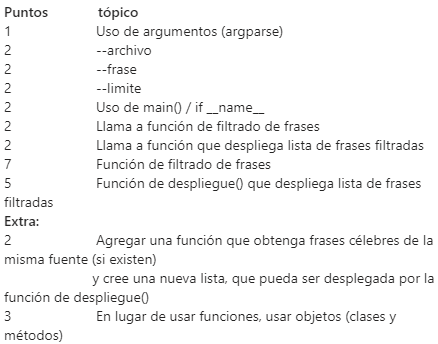 Puntos tópico
1 Uso de argumentos (argparse)
2 --archivo
2 --frase
2 --limite
2 Uso de main() / if __name__
2 Llama a función de filtrado de frases
2 Llama a función que despliega lista de frases filtradas
7 Función de filtrado de frases
5 Función de despliegue() que despliega lista de frases
filtradas
Extra:
2 Agregar una función que obtenga frases célebres de la
misma fuente (si existen)
y cree una nueva lista, que pueda ser desplegada por la
función de despliegue()
3 En lugar de usar funciones, usar objetos (clases y
métodos)